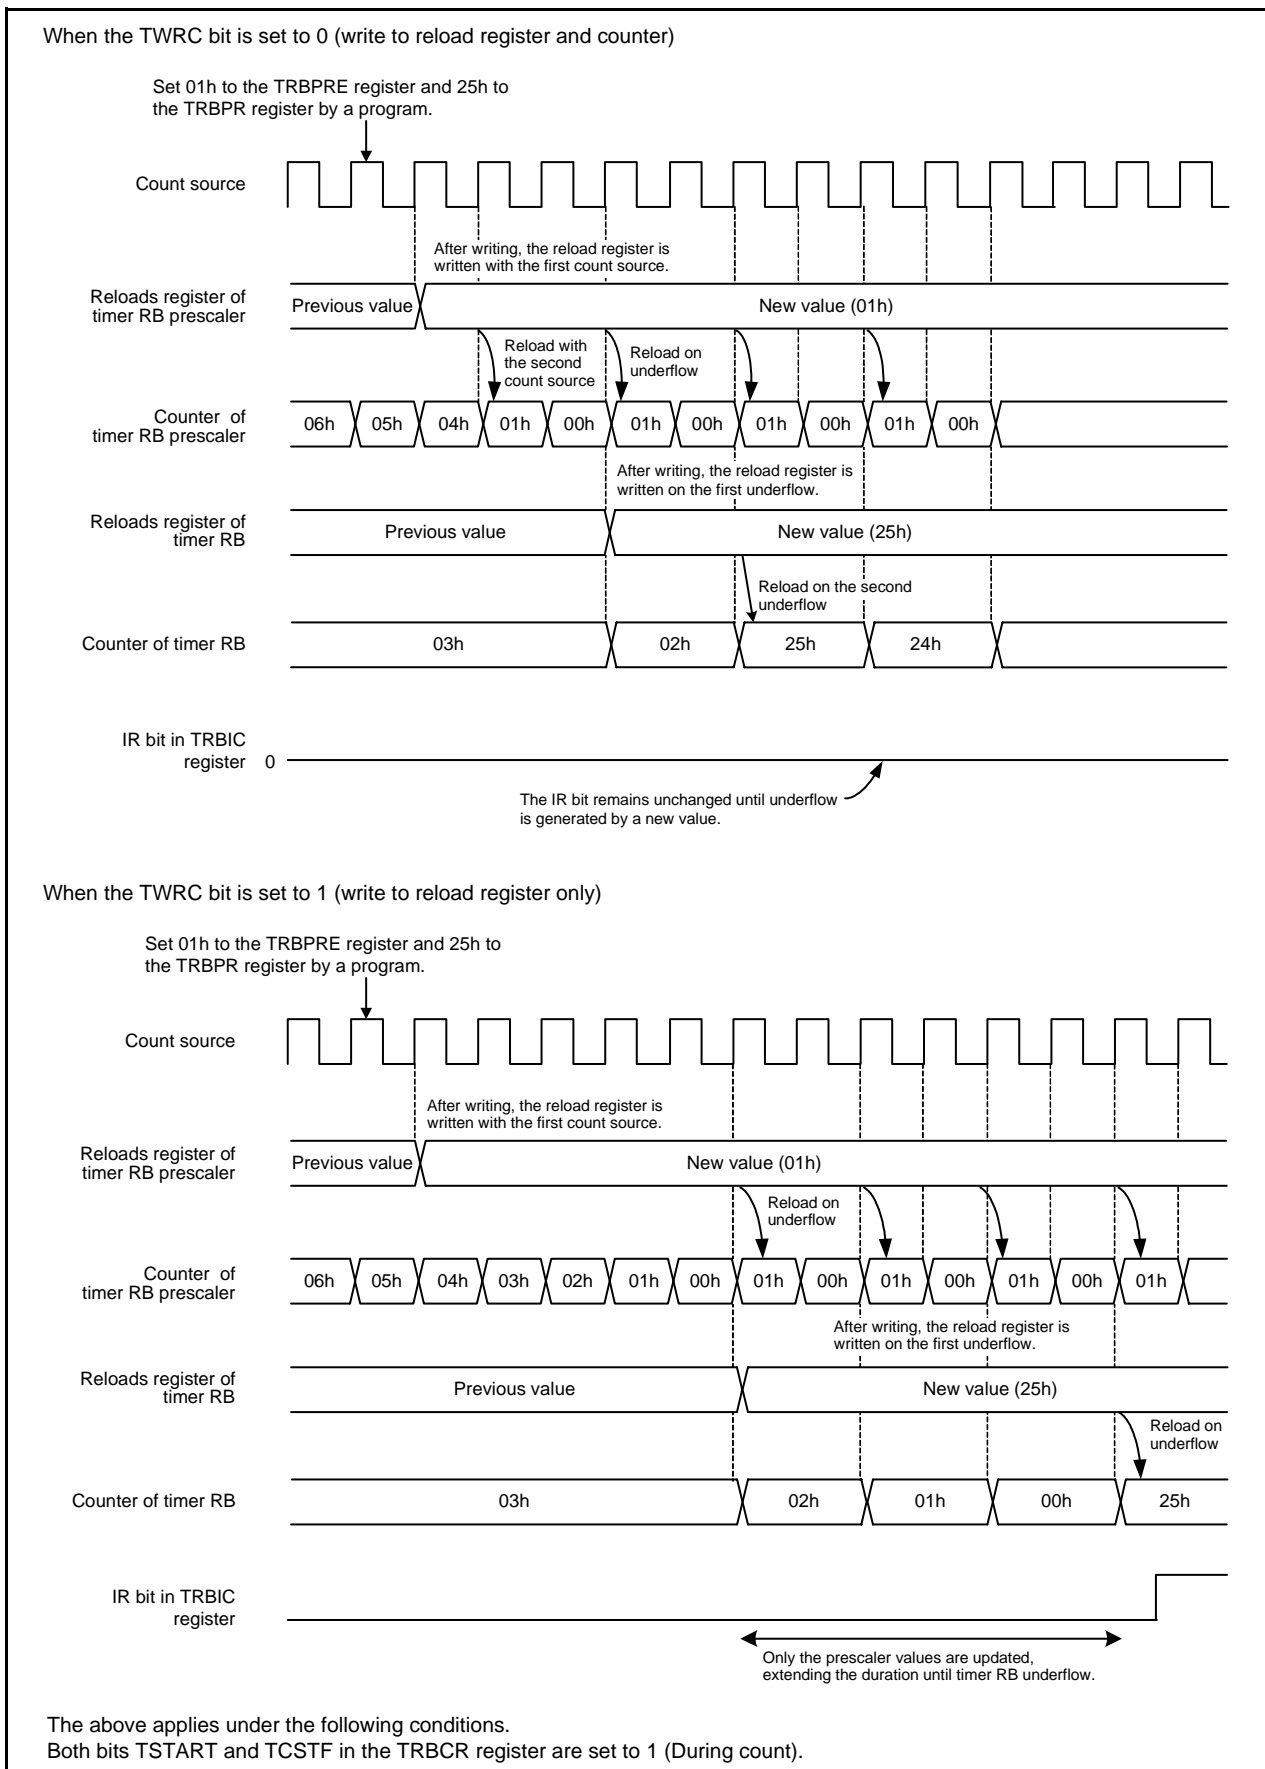 When the TWRC bit is set to 0 (write to reload register and counter)
Set 01h to the TRBPRE register and 25h to
the TRBPR register by a program.
Count source
After writing, the reload register is
written with the first count source.
Reloads register of
timer RB prescaler
Previous value
New value (01h)
Reload with
the second
count source
Reload on
underflow
Counter of
timer RB prescaler
06h 05h 04h 01h 00h 01h 00h 01h 00h 01h 00h
After writing, the reload register is
written on the first underflow.
Reloads register of
timer RB
Previous value
New value (25h)
Reload on the second
underflow
Counter of timer RB
03h 02h 25h 24h
IR bit in TRBIC
register
0
The IR bit remains unchanged until underflow
is generated by a new value.
When the TWRC bit is set to 1 (write to reload register only)
Set 01h to the TRBPRE register and 25h to
the TRBPR register by a program.
Count source
After writing, the reload register is
written with the first count source.
Reloads register of
timer RB prescaler
Previous value
New value (01h)
Reload on
underflow
Counter of
timer RB prescaler
06h 05h 04h 03h 02h 01h 00h 01h 00h 01h 00h 01h 00h 01h
After writing, the reload register is
written on the first underflow.
Reloads register of
timer RB
Previous value
New value (25h)
Reload on
underflow
Counter of timer RB
03h 02h 01h 00h 25h
IR bit in TRBIC
register
Only the prescaler values are updated,
extending the duration until timer RB underflow.
The above applies under the following conditions.
Both bits TSTART and TCSTF in the TRBCR register are set to 1 (During count).